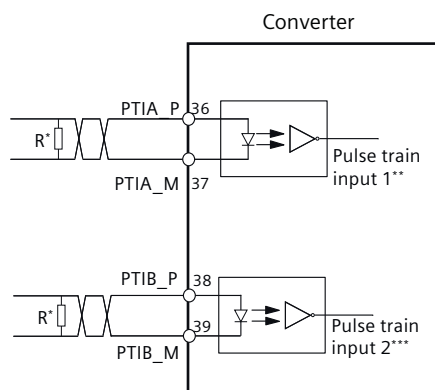 Converter
PTIA_P 36
R*
PTIA_M 37
Pulse train
input 1**
PTIB_P 38
R*
39
PTIB_M
Pulse train
input 2***